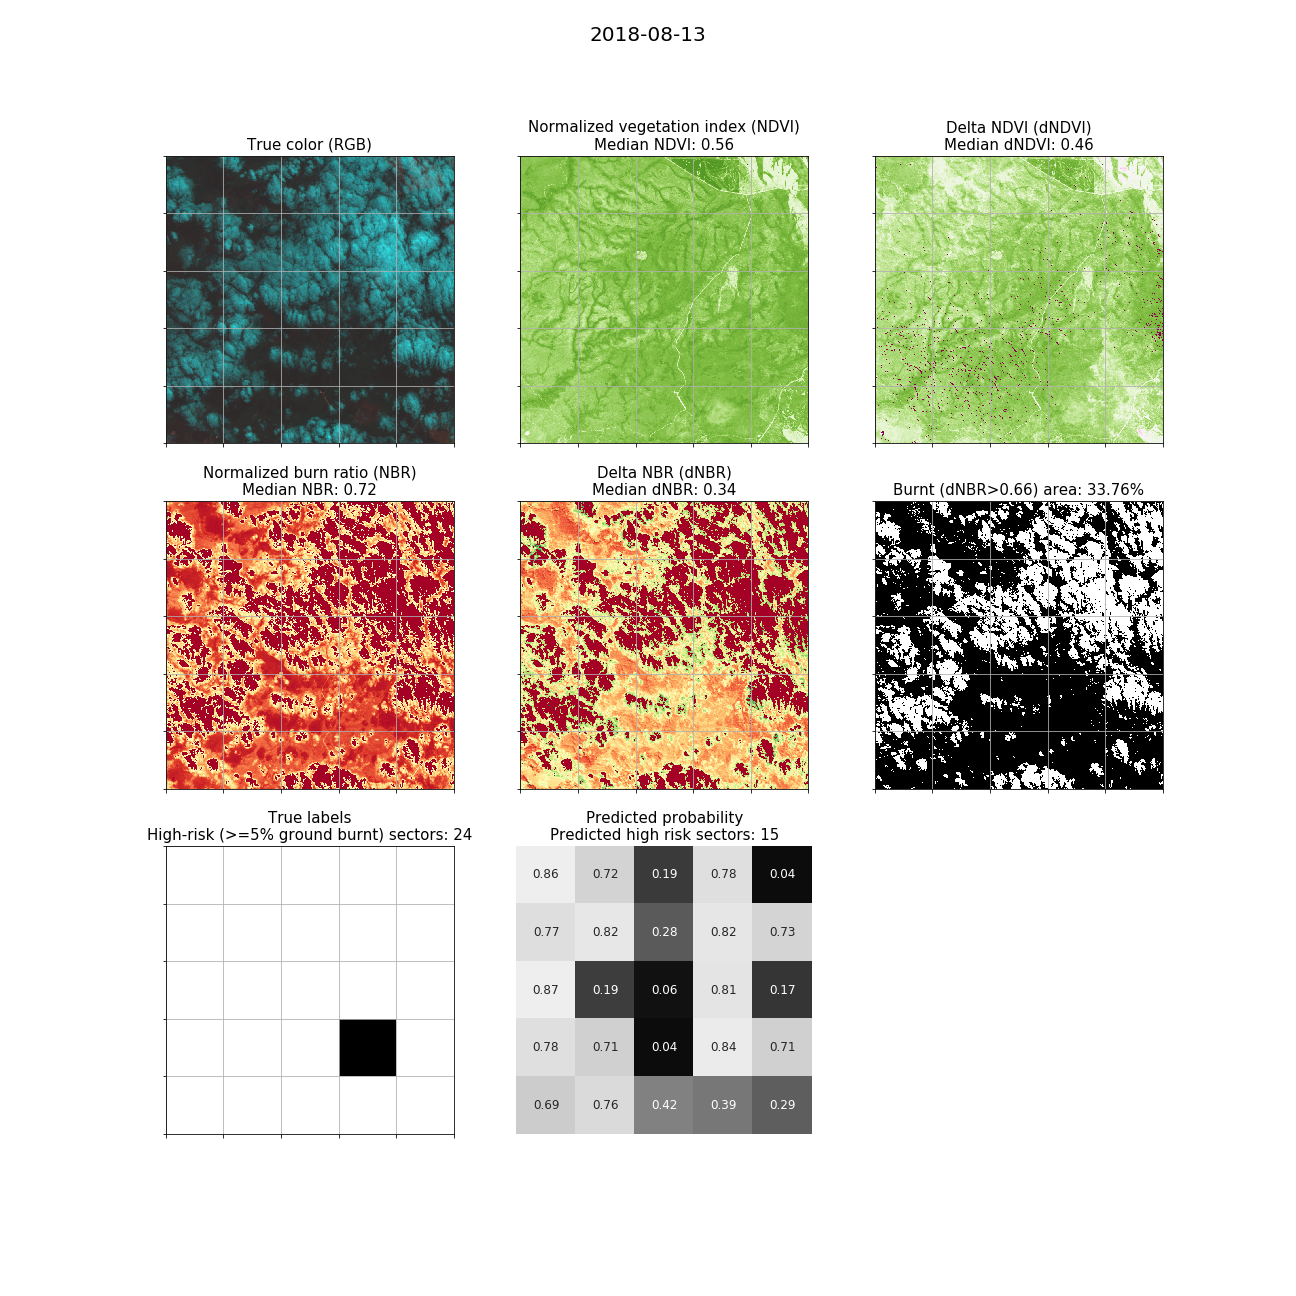 2018-08-13
True color (RGB)
Normalized vegetation index (NDVI)
Median NDVI: 0.56
Delta NDVI (dNDVI)
Median dNDVI: 0.46
Normalized burn ratio (NBR)
Median NBR: 0.72
Delta NBR (dNBR)
Median dNBR: 0.34
Burnt (dNBR>0.66) area: 33.76%
True labels
High-risk (>=5% ground burnt) sectors: 24
Predicted probability
Predicted high risk sectors: 15
0.86 0.72 0.19 0.78 0.04
0.77 0.82 0.28 0.82 0.73
0.87 0.19 0.06 0.81 0.17
0.78 0.71 0.04 0.84 0.71
0.69 0.76 0.42 0.39 0.29